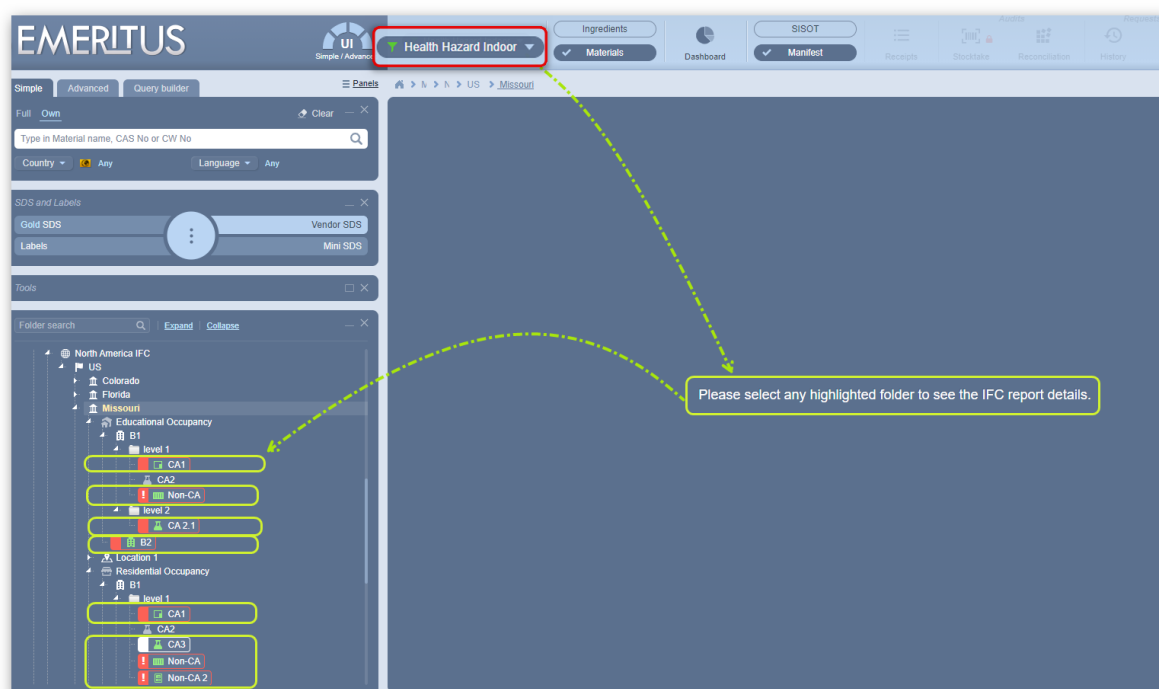 EMERITUS
UI
Simple / Advanced
Health Hazard Indoor
Ingredients
Materials
Dashboard
SISOT
Manifest
Audits
Receipts
Stocktake
Reconciliation
History
Simple
Advanced
Query builder
Panels
US
Missouri
Full
Own
Clear
Type in Material name, CAS No or CW No
Country
Any
Language
Any
SDS and Labels
Gold SDS
Vendor SDS
Labels
Mini SDS
Tools
Folder search
Expand
Collapse
North America IFC
US
Colorado
Florida
Missouri
Educational Occupancy
B1
level 1
CA1
CA2
! Non-CA
level 2
CA 2.1
B2
Location 1
Residential Occupancy
B1
level 1
CA1
CA2
CA3
! Non-CA
! Non-CA 2
Please select any highlighted folder to see the IFC report details.